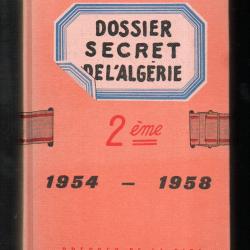 DOSSIER
SECRET
DE L'ALGÉRIE
2ème
1954 - 1958